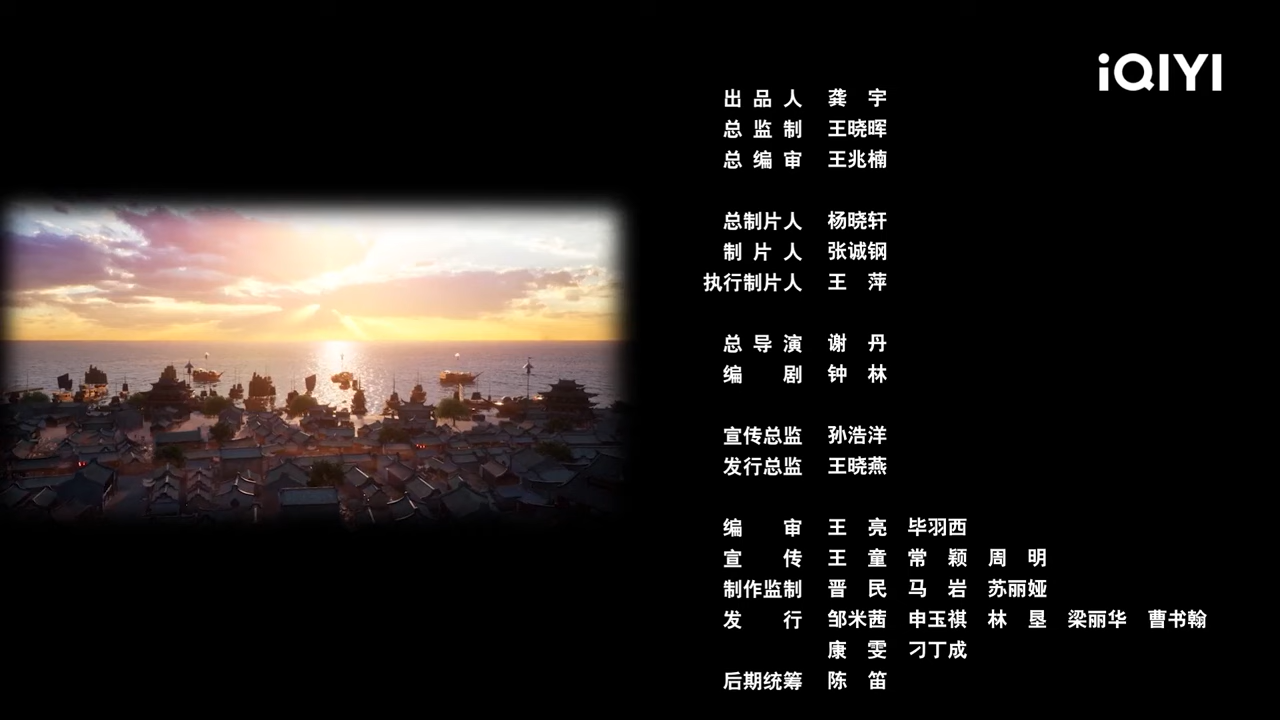 iQIYI
出品人 龚宇
总监制 王晓晖
总编审 王兆楠
总制片人 杨晓轩
制片人 张诚钢
执行制片人 王萍
总导演 谢丹
编剧 钟林
宣传总监 孙浩洋
发行总监 王晓燕
编审 王亮 毕羽西
宣传 王童 常颖 周明
制作监制 晋民 马岩 苏丽娅
发行 邹米茜 申玉祺 林垦 梁丽华 曹书翰
康雯 刁丁成
后期统筹 陈笛